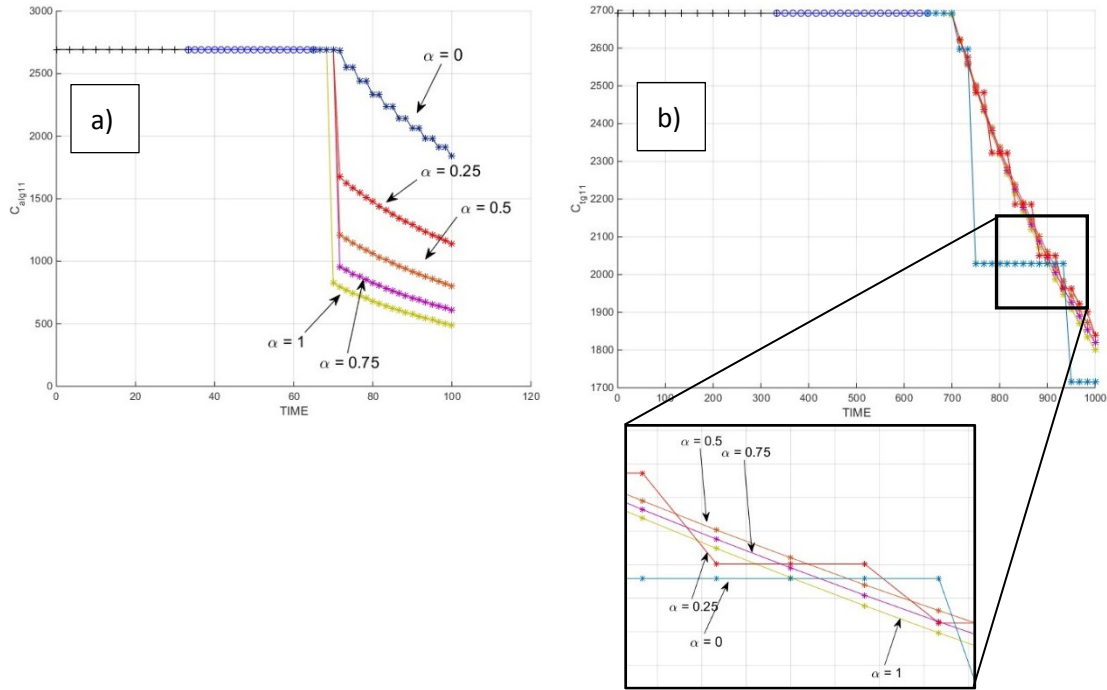 3000
2500
2000
1500
1000
500
0
C_alg11
0 20 40 60 80 100 120
TIME
a)
α = 0
α = 0.25
α = 0.5
α = 1
α = 0.75
2700
2600
2500
2400
2300
2200
2100
2000
1900
1800
1700
C_tg11
0 100 200 300 400 500 600 700 800 900 1000
TIME
b)
α = 0.5
α = 0.75
α = 0.25
α = 0
α = 1